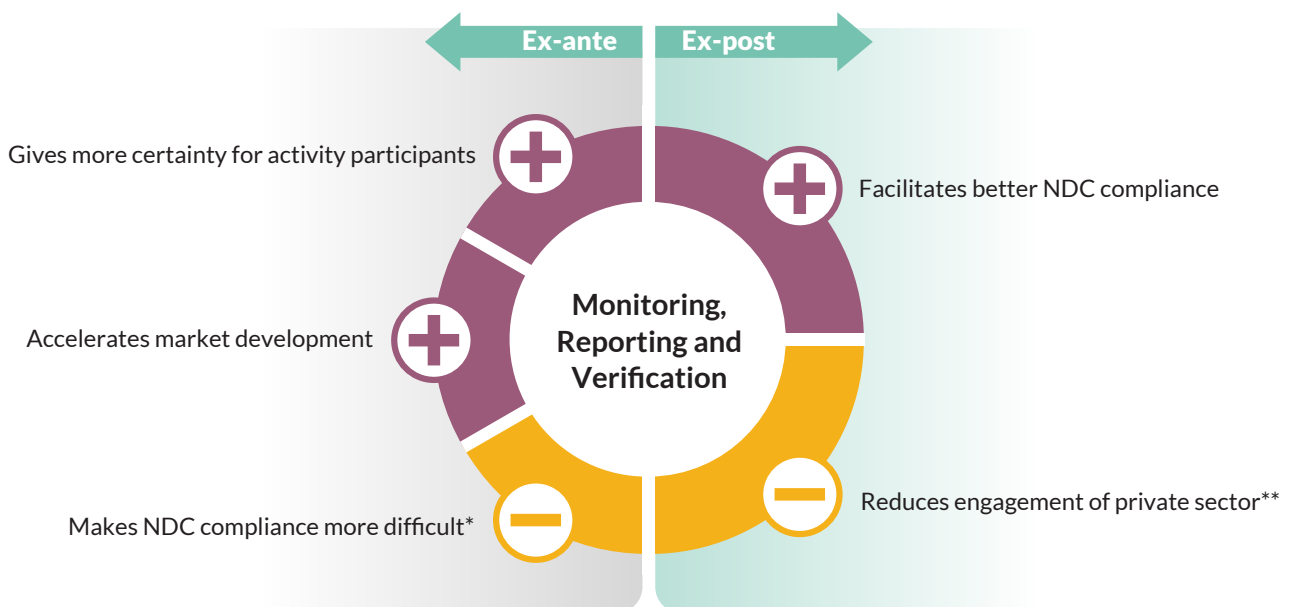 Ex-ante
Ex-post
Gives more certainty for activity participants
Facilitates better NDC compliance
Accelerates market development
Monitoring,
Reporting and
Verification
Makes NDC compliance more difficult*
Reduces engagement of private sector**